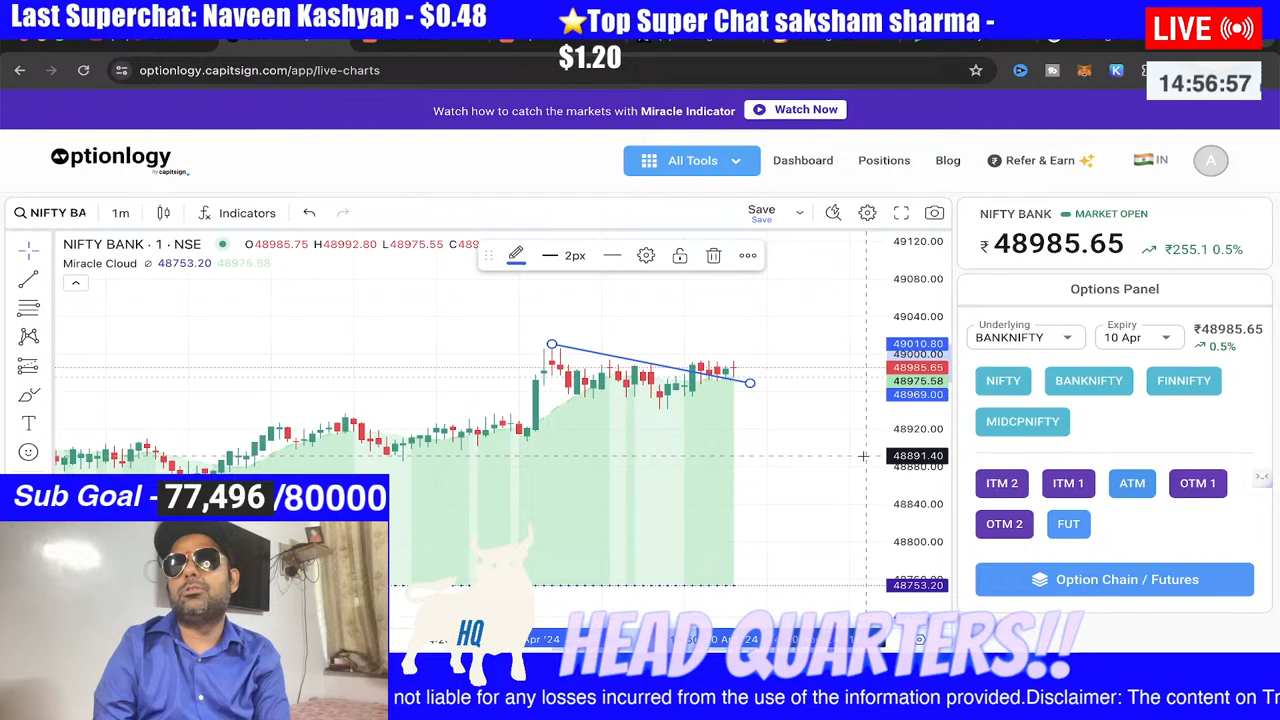 Last Superchat: Naveen Kashyap - $0.48
⭐Top Super Chat saksham sharma - $1.20
LIVE
14:56:57
optionlogy.capitsign.com/app/live-charts
Watch how to catch the markets with Miracle Indicator
Watch Now
optionlogy
by capitsign
All Tools
Dashboard
Positions
Blog
Refer & Earn
IN
A
NIFTY BA
1m
Indicators
Save
Save
NIFTY BANK · 1 · NSE
O48985.75 H48992.80 L48975.55 C489
Miracle Cloud ⌀ 48753.20 48975.58
2px
49120.00
49080.00
49040.00
49010.80
49000.00
48985.65
48975.58
48969.00
48920.00
48891.40
48880.00
48840.00
48800.00
48753.20
NIFTY BANK
MARKET OPEN
₹ 48985.65
₹255.1 0.5%
Options Panel
Underlying
BANKNIFTY
Expiry
10 Apr
₹48985.65
0.5%
NIFTY
BANKNIFTY
FINNIFTY
MIDCPNIFTY
ITM 2
ITM 1
ATM
OTM 1
OTM 2
FUT
Option Chain / Futures
Sub Goal - 77,496 /80000
HQ
HEAD QUARTERS!!
not liable for any losses incurred from the use of the information provided.Disclaimer: The content on Tr